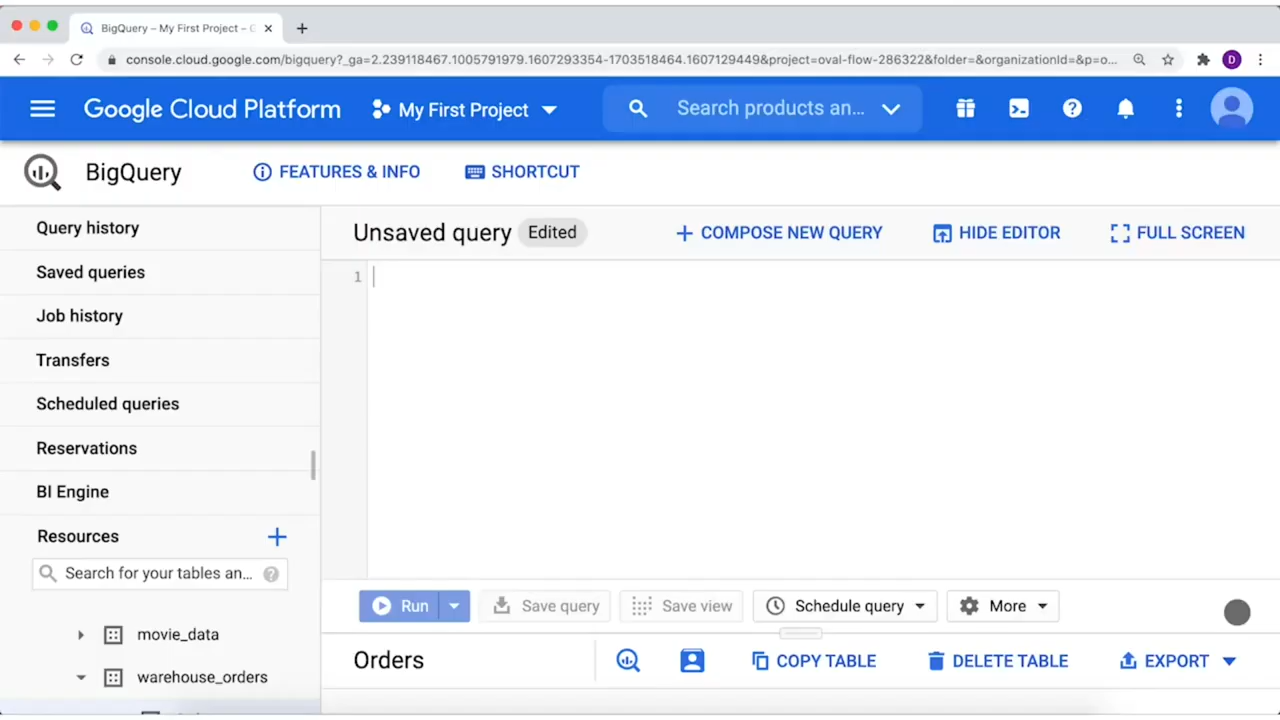 BigQuery – My First Project – G
console.cloud.google.com/bigquery?_ga=2.239118467.1005791979.1607293354-1703518464.1607129449&project=oval-flow-286322&folder=&organizationId=&p=o...
D
Google Cloud Platform
My First Project
Search products an...
BigQuery
FEATURES & INFO
SHORTCUT
Query history
Saved queries
Job history
Transfers
Scheduled queries
Reservations
BI Engine
Resources
Search for your tables an...
movie_data
warehouse_orders
Unsaved query
Edited
COMPOSE NEW QUERY
HIDE EDITOR
FULL SCREEN
1
Run
Save query
Save view
Schedule query
More
Orders
COPY TABLE
DELETE TABLE
EXPORT